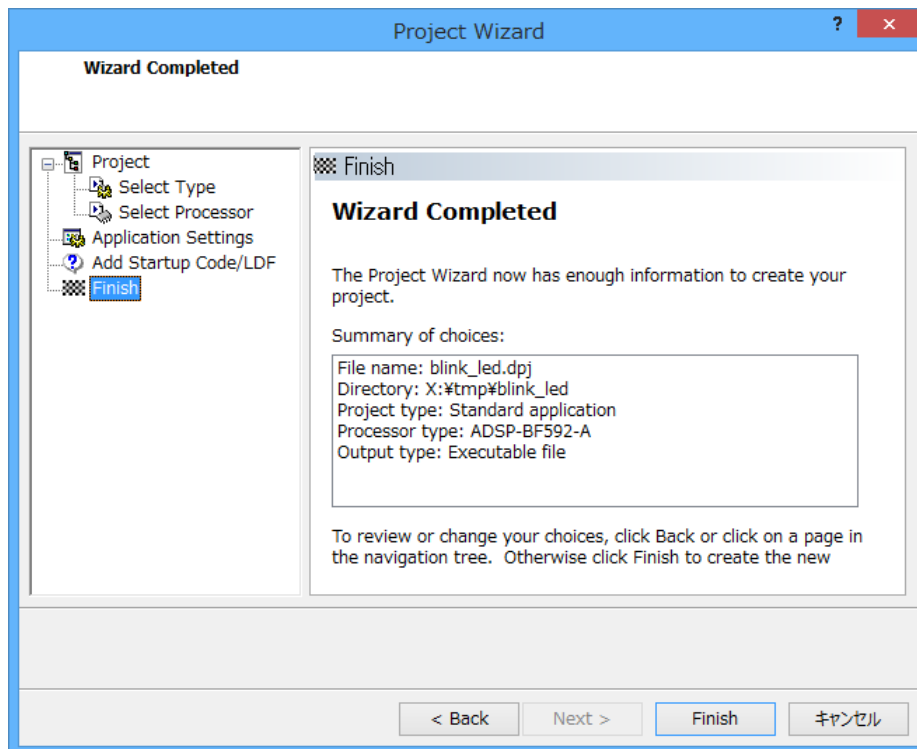 Project Wizard
?
Wizard Completed
Project
Select Type
Select Processor
Application Settings
Add Startup Code/LDF
Finish
Finish
Wizard Completed
The Project Wizard now has enough information to create your
project.
Summary of choices:
File name: blink_led.dpj
Directory: X:¥tmp¥blink_led
Project type: Standard application
Processor type: ADSP-BF592-A
Output type: Executable file
To review or change your choices, click Back or click on a page in
the navigation tree.  Otherwise click Finish to create the new
< Back
Next >
Finish
キャンセル